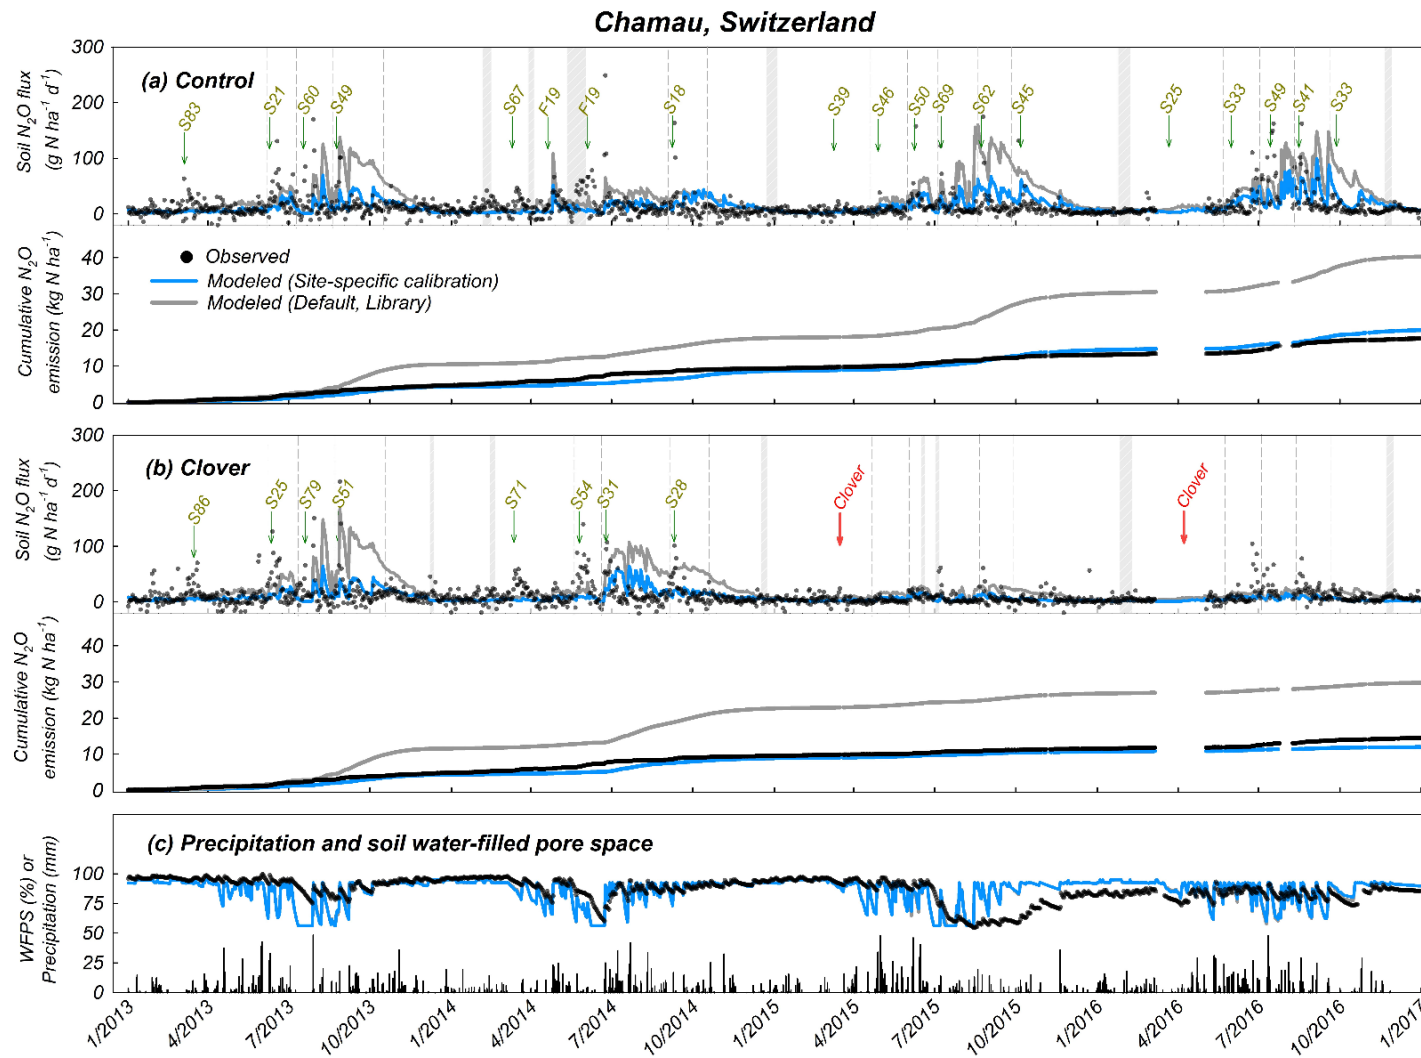 Chamau, Switzerland
Soil N₂O flux
(g N ha⁻¹ d⁻¹)
300
200
100
0
(a) Control
S83
S21
S60
S49
S67
F19
F19
S18
S39
S46
S50
S69
S62
S45
S25
S33
S49
S41
S33
Cumulative N₂O
emission (kg N ha⁻¹)
40
30
20
10
0
Observed
Modeled (Site-specific calibration)
Modeled (Default, Library)
Soil N₂O flux
(g N ha⁻¹ d⁻¹)
300
200
100
0
(b) Clover
S86
S25
S79
S51
S71
S54
S31
S28
Clover
Clover
Cumulative N₂O
emission (kg N ha⁻¹)
40
30
20
10
0
WFPS (%) or
Precipitation (mm)
100
75
50
25
0
(c) Precipitation and soil water-filled pore space
1/2013
4/2013
7/2013
10/2013
1/2014
4/2014
7/2014
10/2014
1/2015
4/2015
7/2015
10/2015
1/2016
4/2016
7/2016
10/2016
1/2017